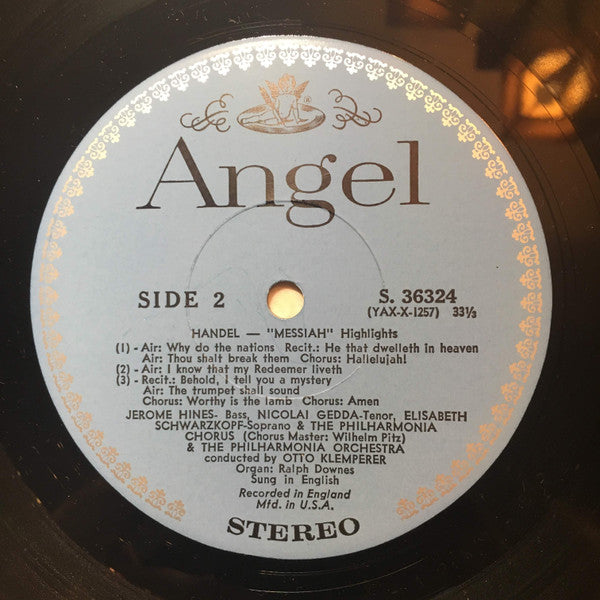 Angel
SIDE 2 S. 36324
(YAX-X-1257) 33⅓
HANDEL — "MESSIAH" Highlights
(1) - Air: Why do the nations Recit.: He that dwelleth in heaven
Air: Thou shalt break them Chorus: Hallelujah!
(2) - Air: I know that my Redeemer liveth
(3) - Recit.: Behold, i tell you a mystery
Air: The trumpet shall sound
Chorus: Worthy is the lamb Chorus: Amen
JEROME HINES- Bass, NICOLAI GEDDA-Tenor, ELISABETH
SCHWARZKOPF-Soprano & THE PHILHARMONIA
CHORUS (Chorus Master: Wilhelm Pitz)
& THE PHILHARMONIA ORCHESTRA
conducted by OTTO KLEMPERER
Organ: Ralph Downes
Sung in English
Recorded in England
Mfd. in U.S.A.
STEREO